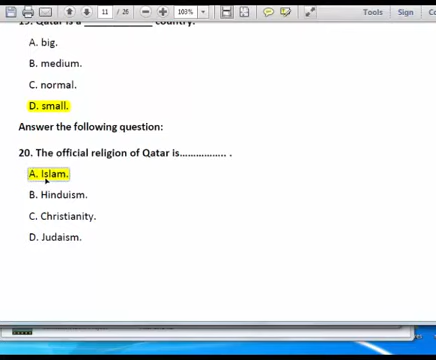 11 / 26
103%
Tools
Sign
19. Qatar is a _____________ country.
A. big.
B. medium.
C. normal.
D. small.
Answer the following question:
20. The official religion of Qatar is................ .
A. Islam.
B. Hinduism.
C. Christianity.
D. Judaism.